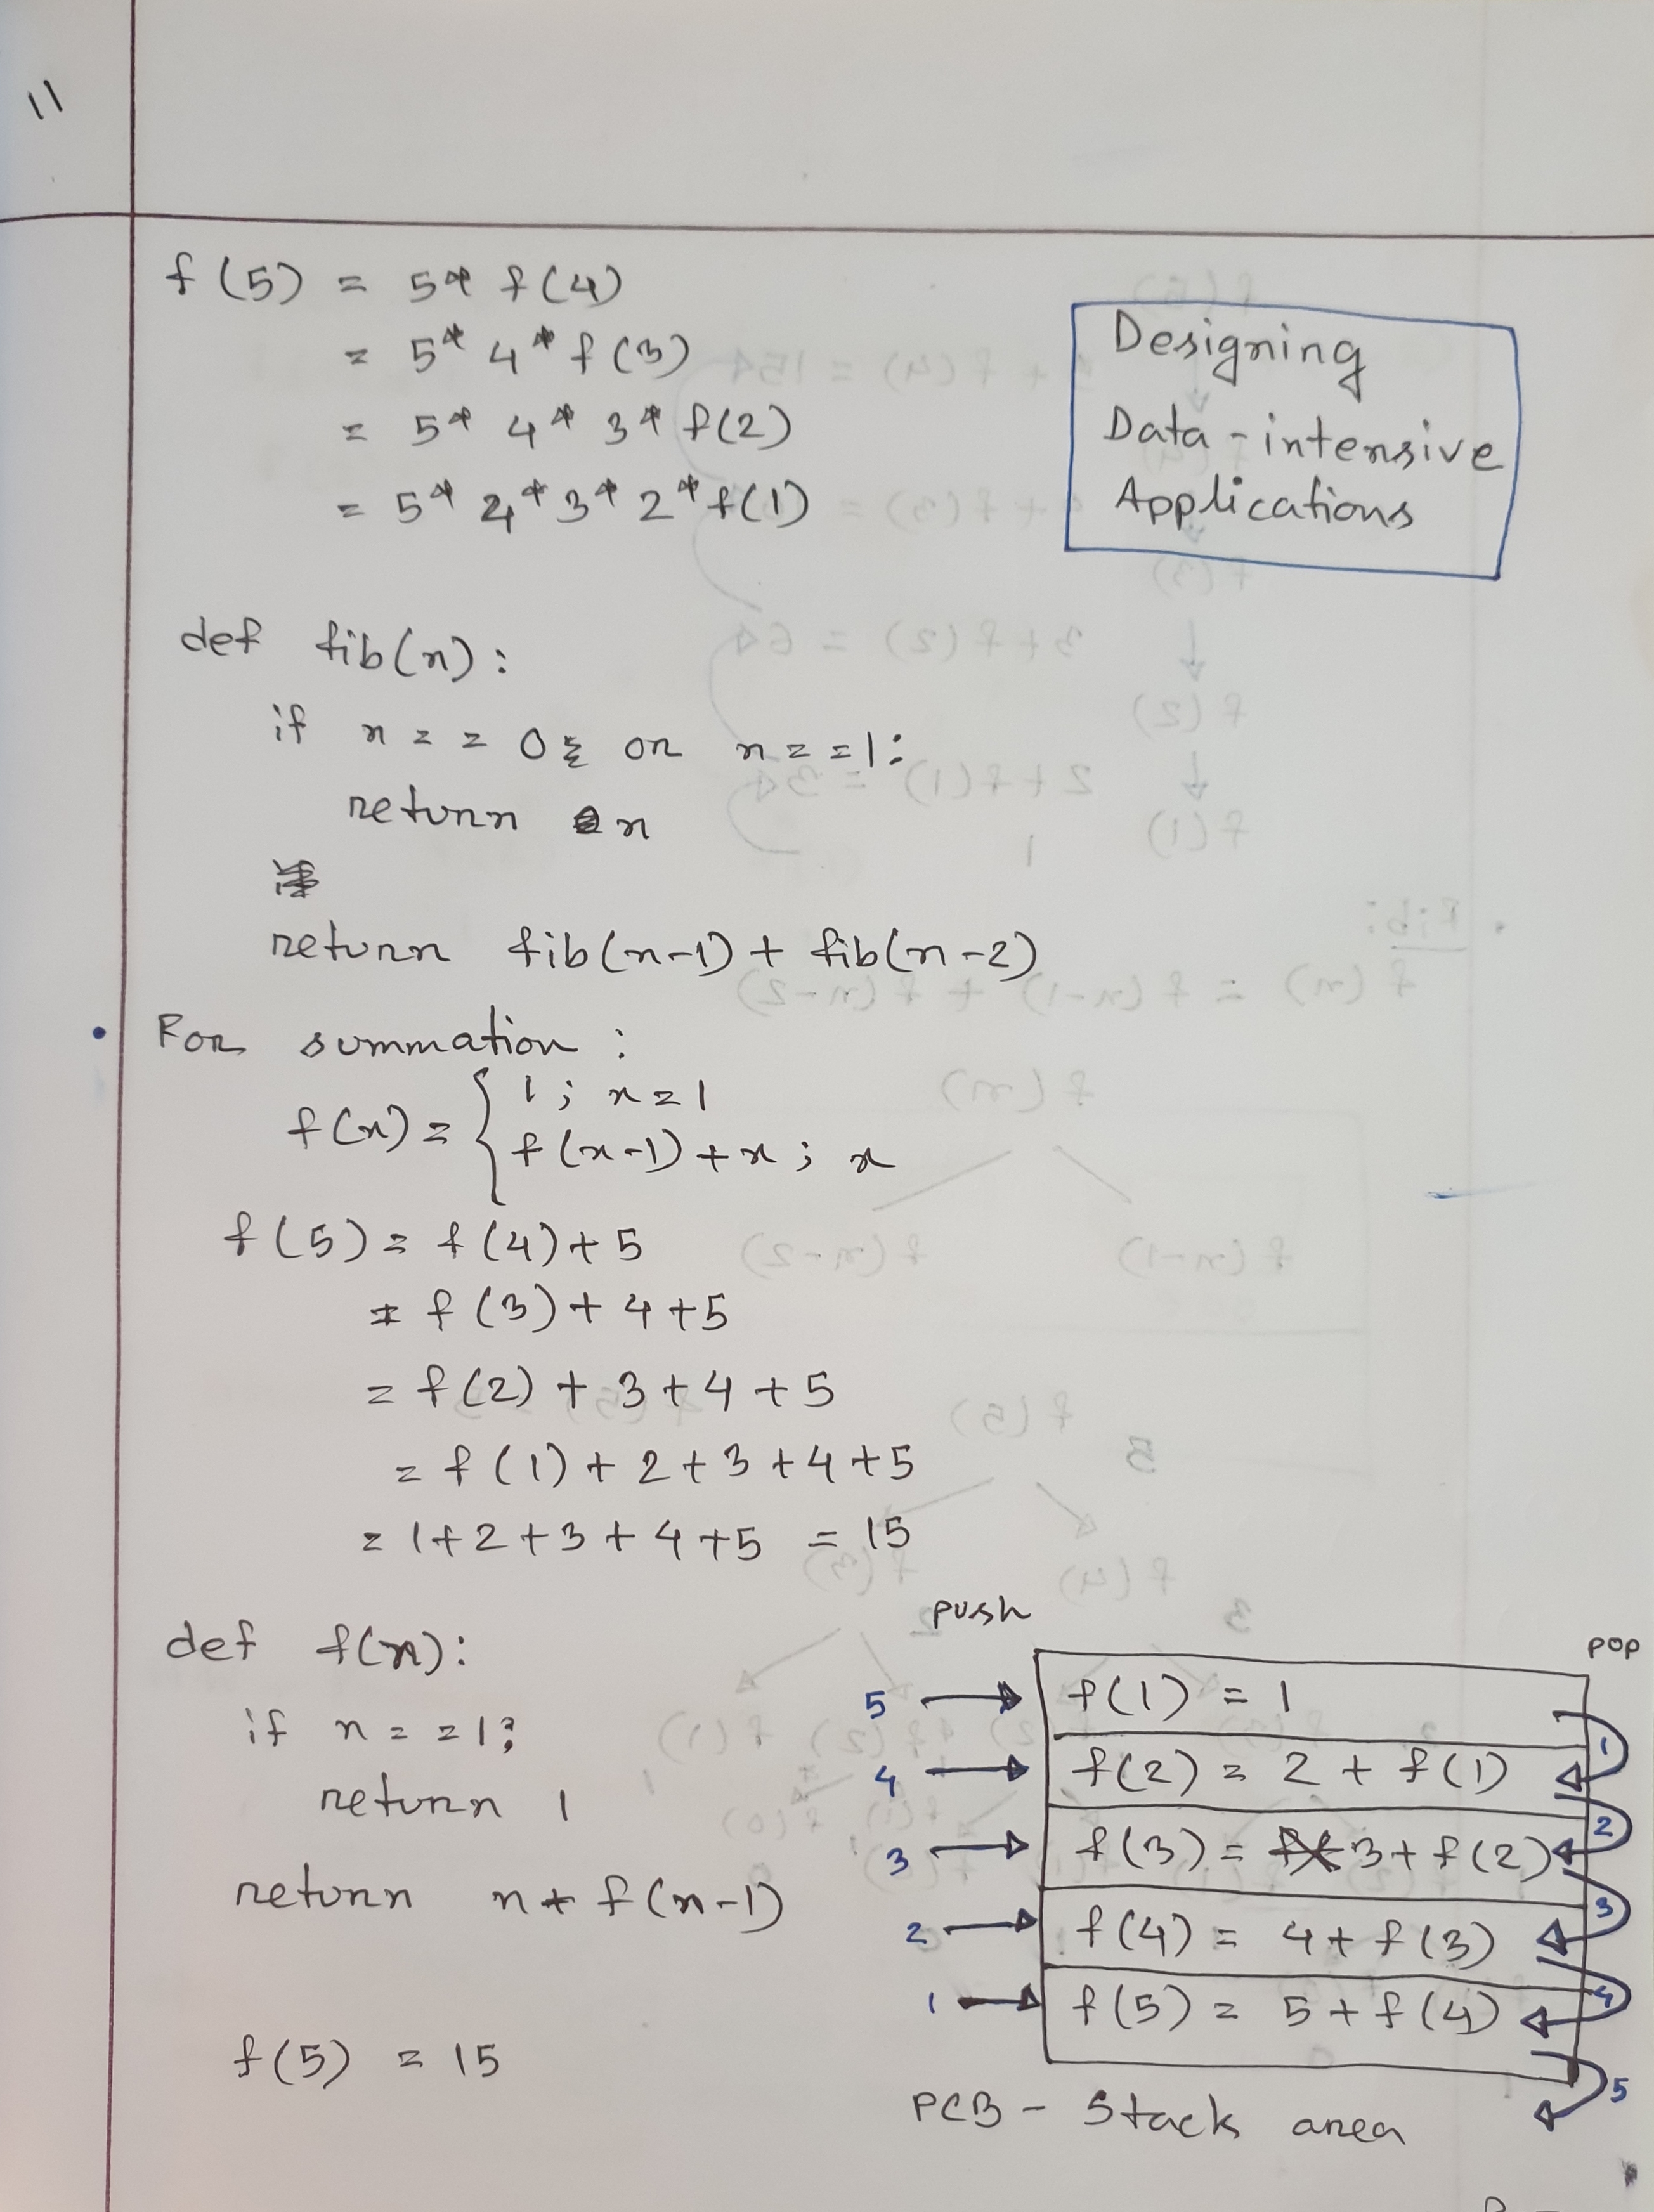 11
f(5) = 5* f(4)
= 5* 4* f(3)
= 5* 4* 3* f(2)
= 5* 4* 3* 2* f(1)
Designing
Data-intensive
Applications
def fib(n):
if n == 0 or n==1:
return n
return fib(n-1) + fib(n-2)
• For summation :
f(x) = { 1 ; x=1
f(x-1)+x ; x
f(5) = f(4)+5
= f(3)+4+5
= f(2)+3+4+5
= f(1)+2+3+4+5
= 1+2+3+4+5 = 15
def f(n):
if n==1:
return 1
return n+f(n-1)
f(5) = 15
push
pop
5 → f(1) = 1
1
4 → f(2) = 2 + f(1)
2
3 → f(3) = 3+f(2)
3
2 → f(4) = 4+f(3)
4
1 → f(5) = 5+f(4)
5
PCB - Stack area